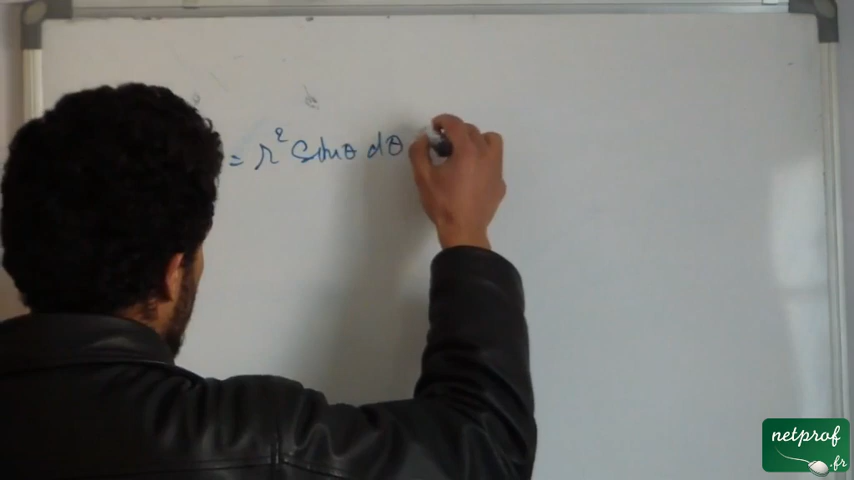 = r² sinθ dθ
netprof
.fr